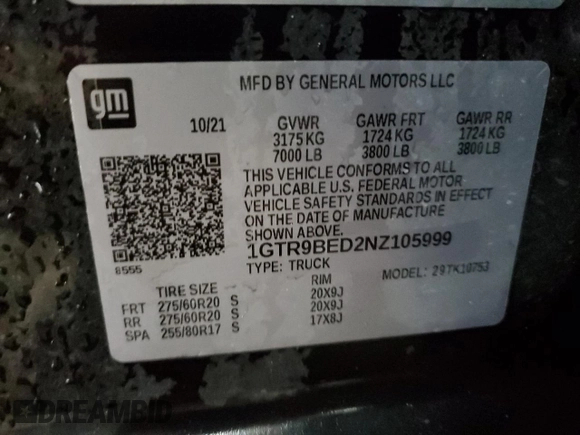 gm
MFD BY GENERAL MOTORS LLC
10/21 GVWR GAWR FRT GAWR RR
3175 KG 1724 KG 1724 KG
7000 LB 3800 LB 3800 LB
THIS VEHICLE CONFORMS TO ALL
APPLICABLE U.S. FEDERAL MOTOR
VEHICLE SAFETY STANDARDS IN EFFECT
ON THE DATE OF MANUFACTURE
SHOWN ABOVE.
1GTR9BED2NZ105999
8555
TYPE: TRUCK MODEL: 29TK10753
TIRE SIZE RIM
FRT 275/60R20 S 20X9J
RR 275/60R20 S 20X9J
SPA 255/80R17 S 17X8J
DREAMBID